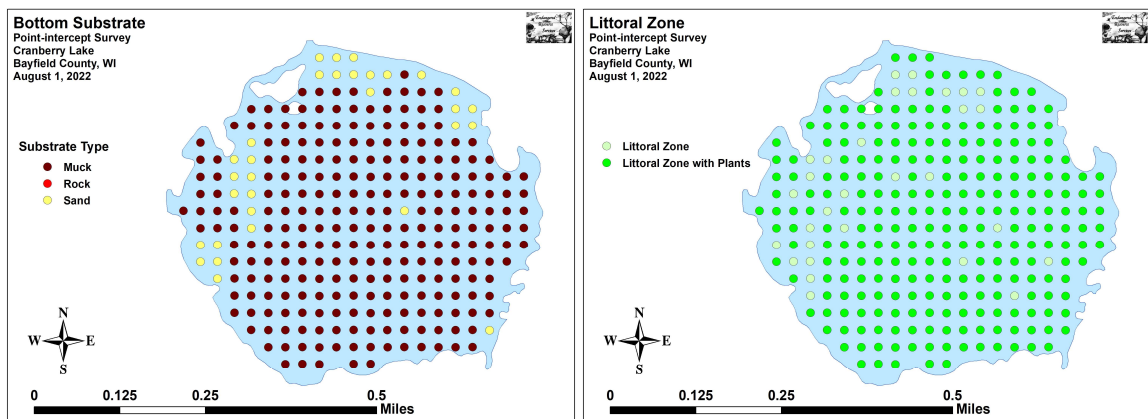 Bottom Substrate
Point-intercept Survey
Cranberry Lake
Bayfield County, WI
August 1, 2022
Substrate Type
Muck
Rock
Sand
N
W E
S
0 0.125 0.25 0.5
Miles
Littoral Zone
Point-intercept Survey
Cranberry Lake
Bayfield County, WI
August 1, 2022
Littoral Zone
Littoral Zone with Plants
N
W E
S
0 0.125 0.25 0.5
Miles